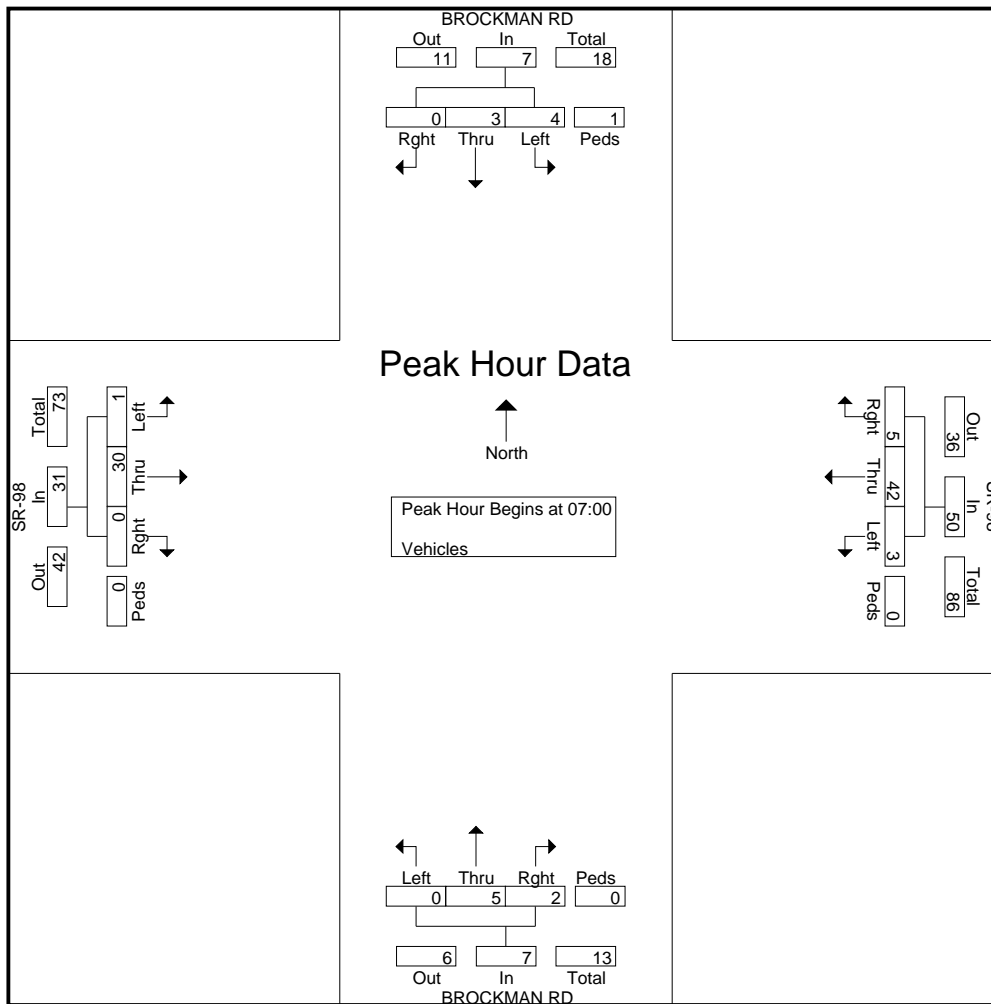 BROCKMAN RD
Out In Total
11 7 18
0 3 4 1
Rght Thru Left Peds
Peak Hour Data
North
Peak Hour Begins at 07:00
Vehicles
SR-98
Total In Out
73 31 42
1 30 0 0
Left Thru Rght Peds
Out In Total
36 50 86
5 42 3 0
Rght Thru Left Peds
Left Thru Rght Peds
0 5 2 0
6 7 13
Out In Total
BROCKMAN RD